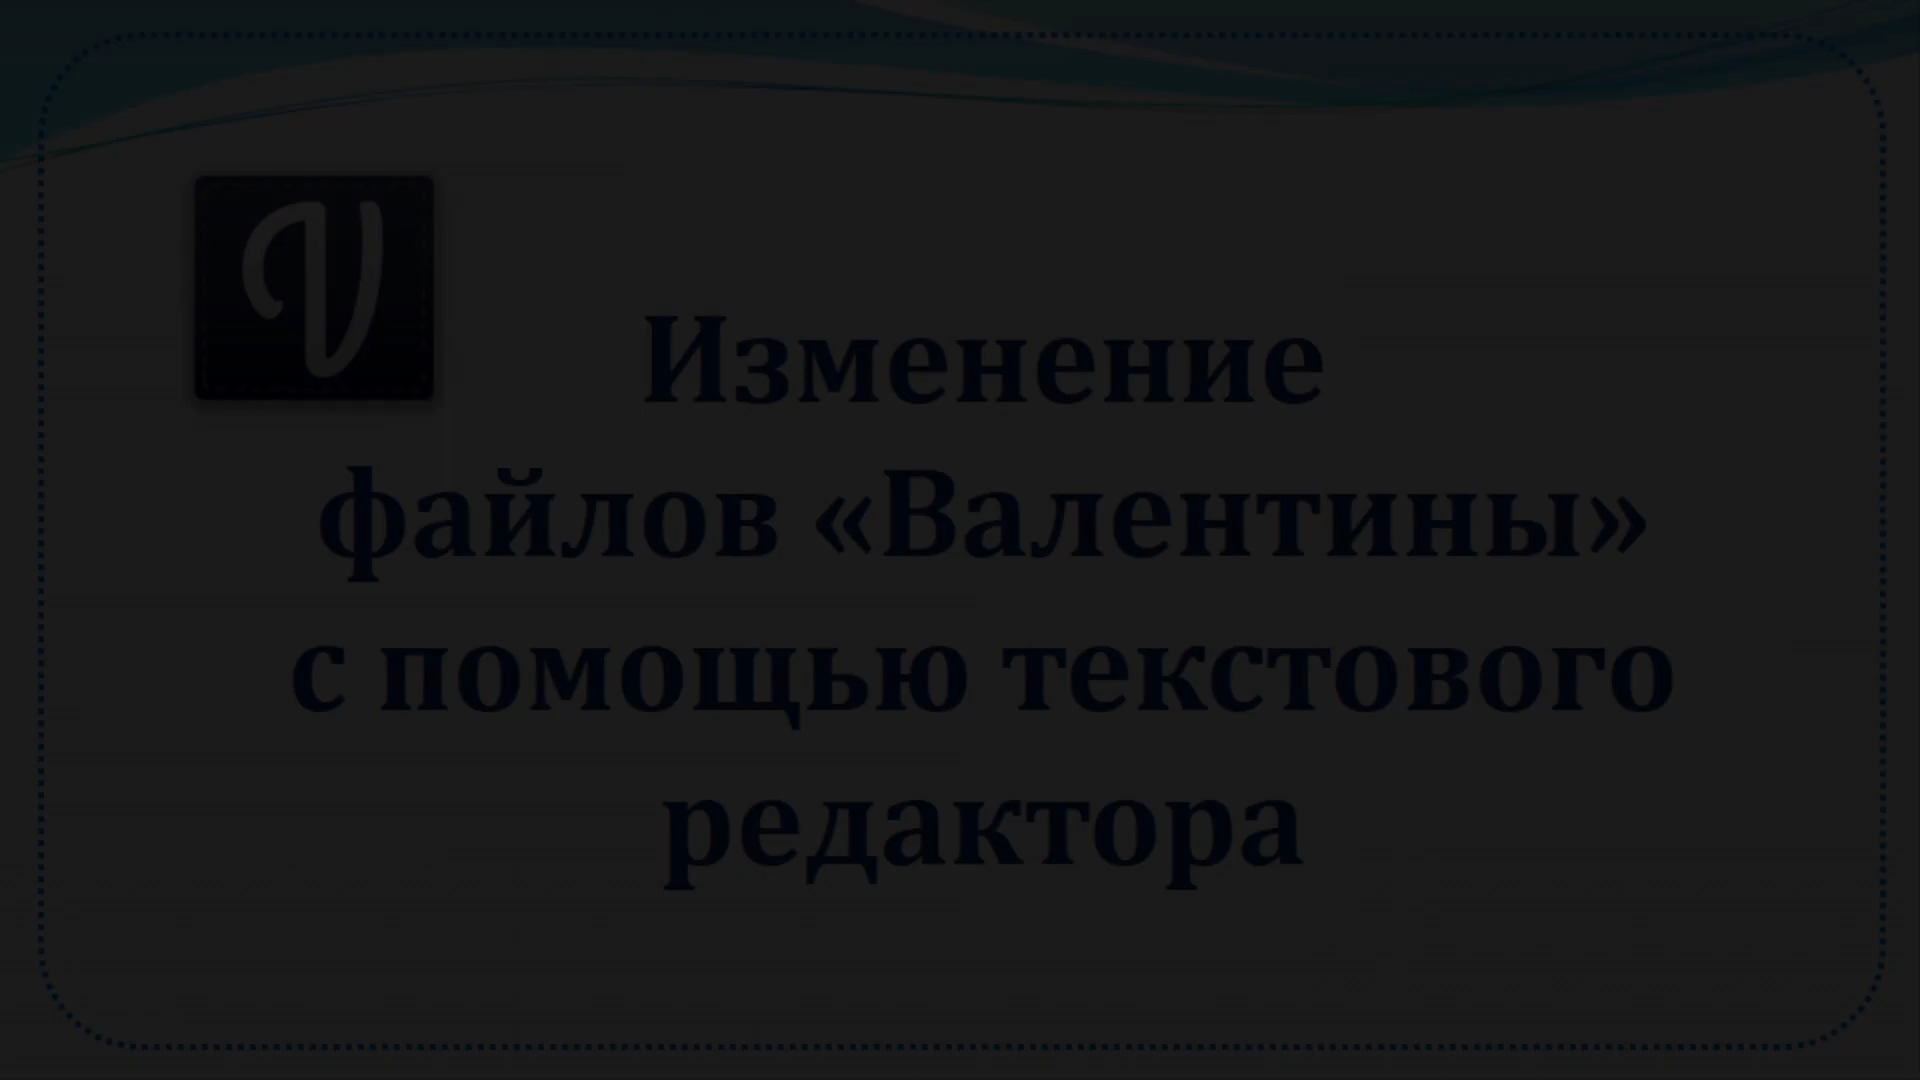 V
Изменение
файлов «Валентины»
с помощью текстового
редактора